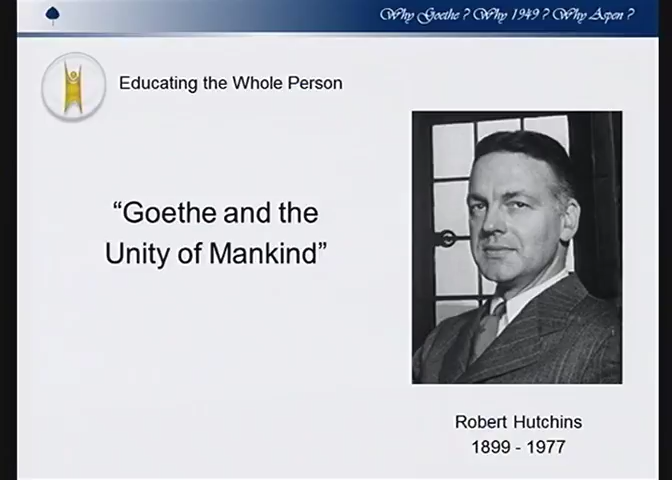 Why Goethe ? Why 1949 ? Why Aspen ?
Educating the Whole Person
“Goethe and the
Unity of Mankind”
Robert Hutchins
1899 - 1977